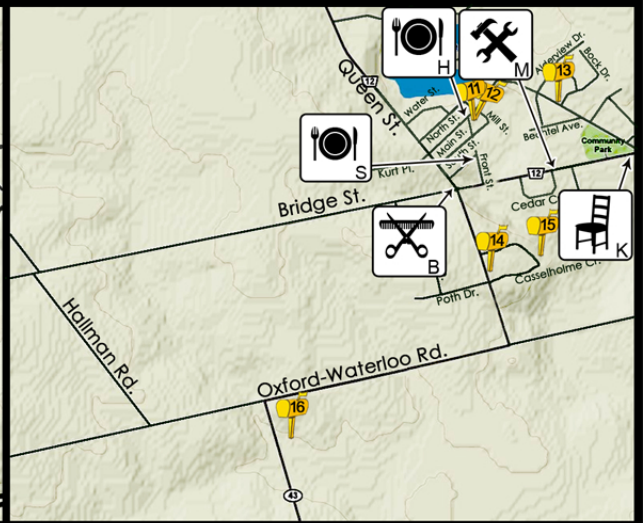 Queen St.
12
H
M
11
12
13
Alderview Dr.
Bock Dr.
Water St.
North St.
Main St.
Mill St.
Bechtel Ave.
Community
Park
S
Kurt Pl.
Front St.
12
Bridge St.
Cedar C
B
14
15
K
Casselholme Cr.
Poth Dr.
Hallman Rd.
Oxford-Waterloo Rd.
16
43